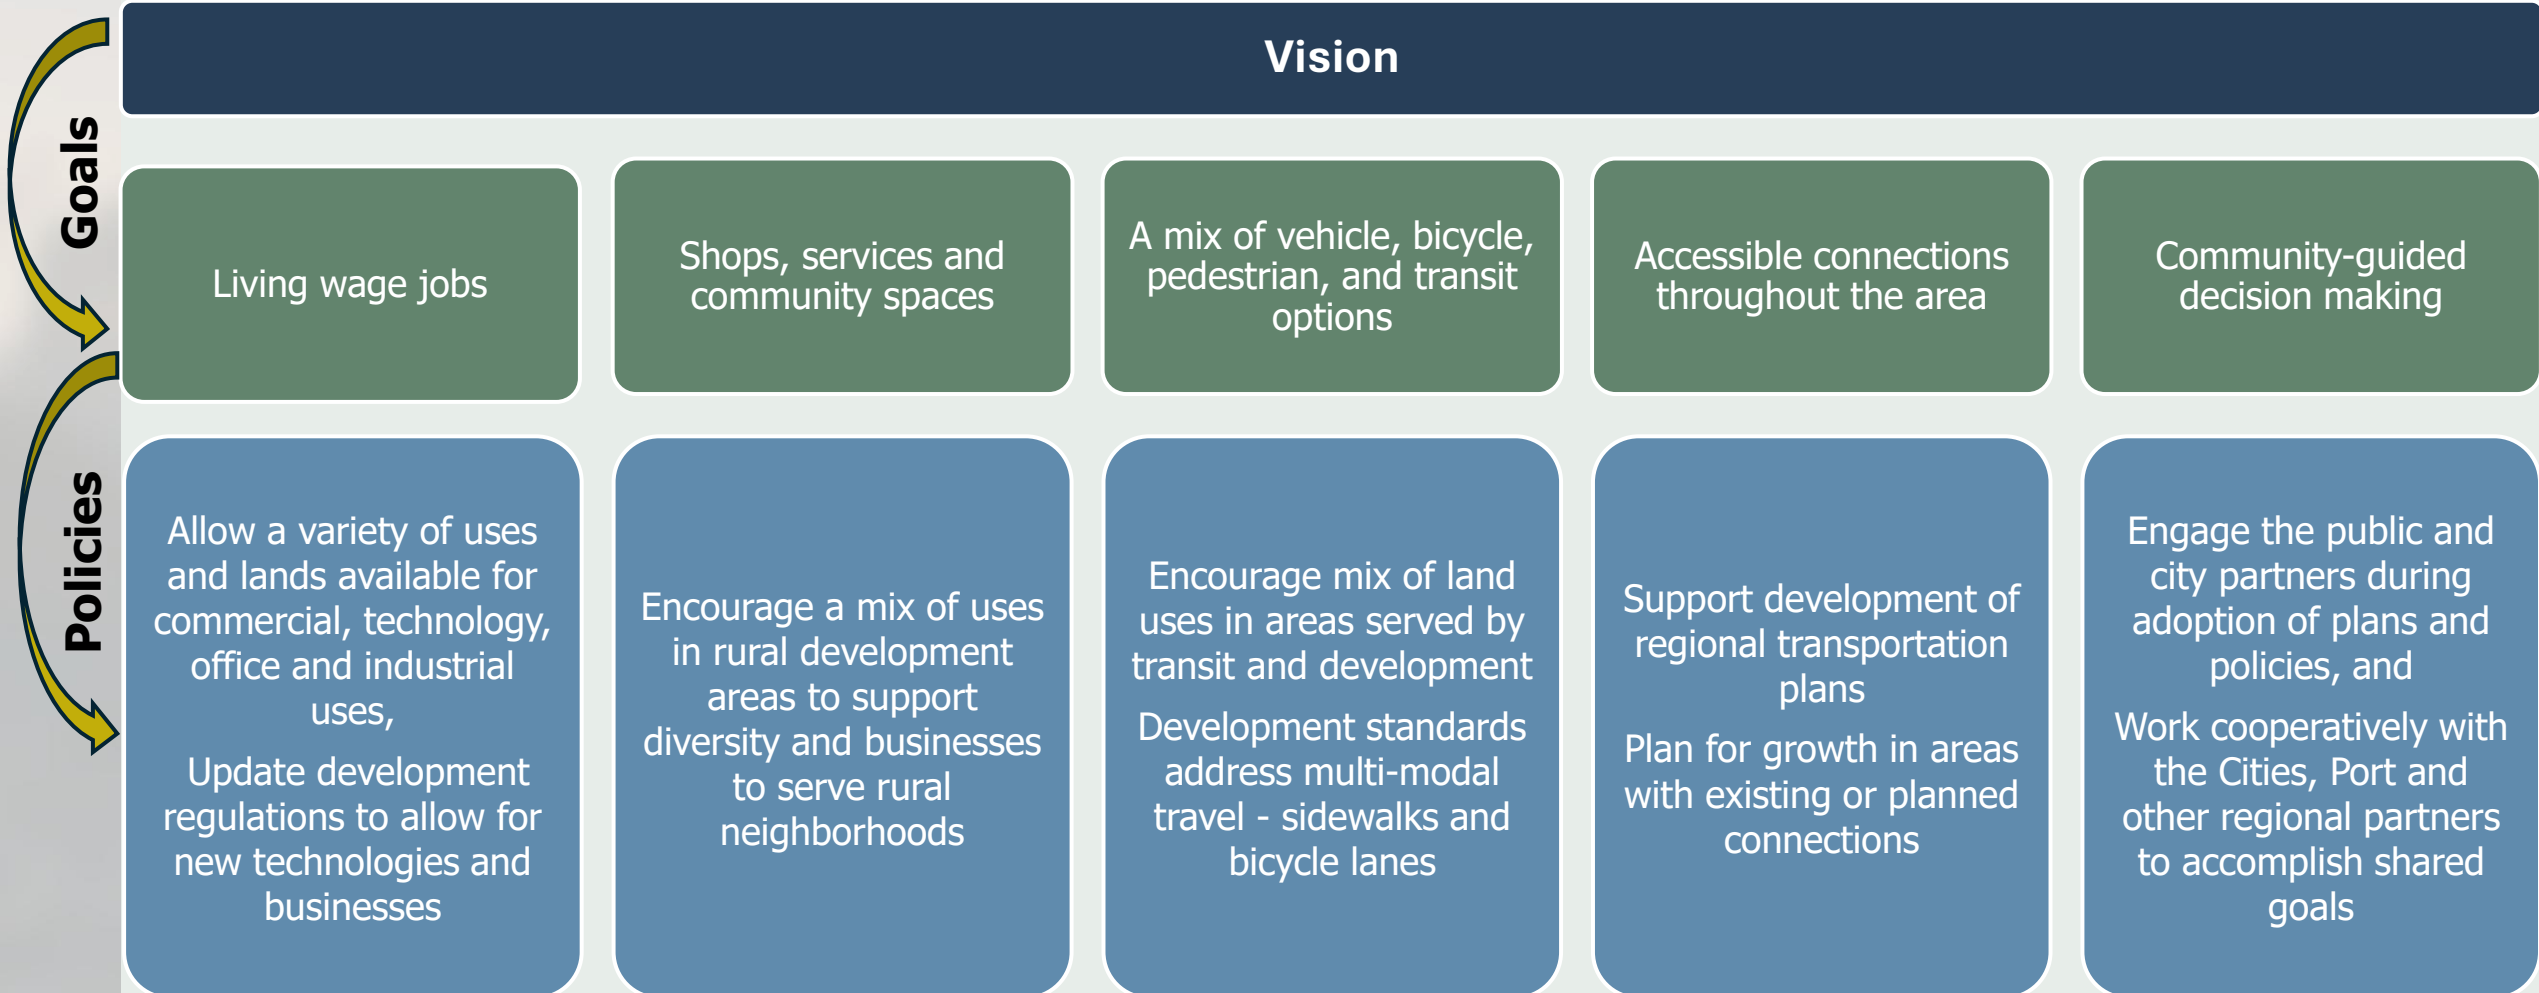 Vision
Goals
Living wage jobs
Shops, services and
community spaces
A mix of vehicle, bicycle,
pedestrian, and transit
options
Accessible connections
throughout the area
Community-guided
decision making
Policies
Allow a variety of uses
and lands available for
commercial, technology,
office and industrial
uses,
Update development
regulations to allow for
new technologies and
businesses
Encourage a mix of uses
in rural development
areas to support
diversity and businesses
to serve rural
neighborhoods
Encourage mix of land
uses in areas served by
transit and development
Development standards
address multi-modal
travel - sidewalks and
bicycle lanes
Support development of
regional transportation
plans
Plan for growth in areas
with existing or planned
connections
Engage the public and
city partners during
adoption of plans and
policies, and
Work cooperatively with
the Cities, Port and
other regional partners
to accomplish shared
goals